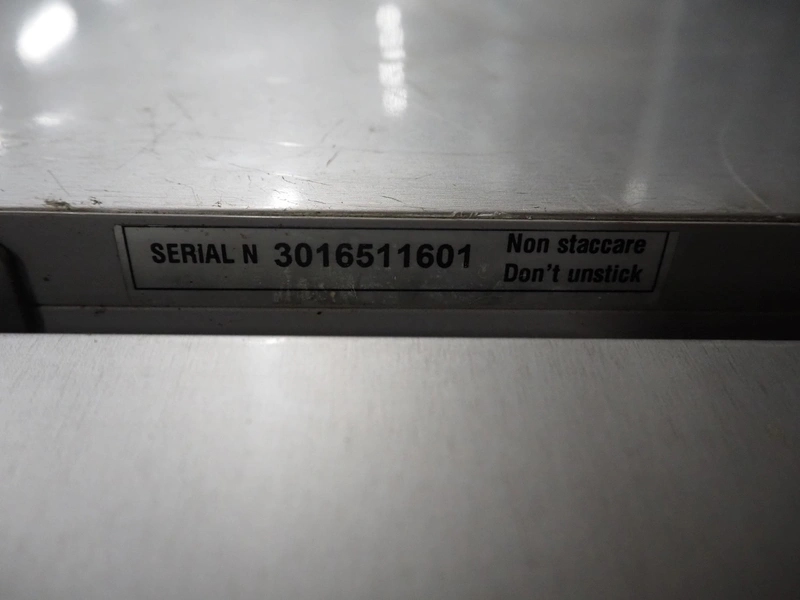 SERIAL N 3016511601
Non staccare
Don't unstick